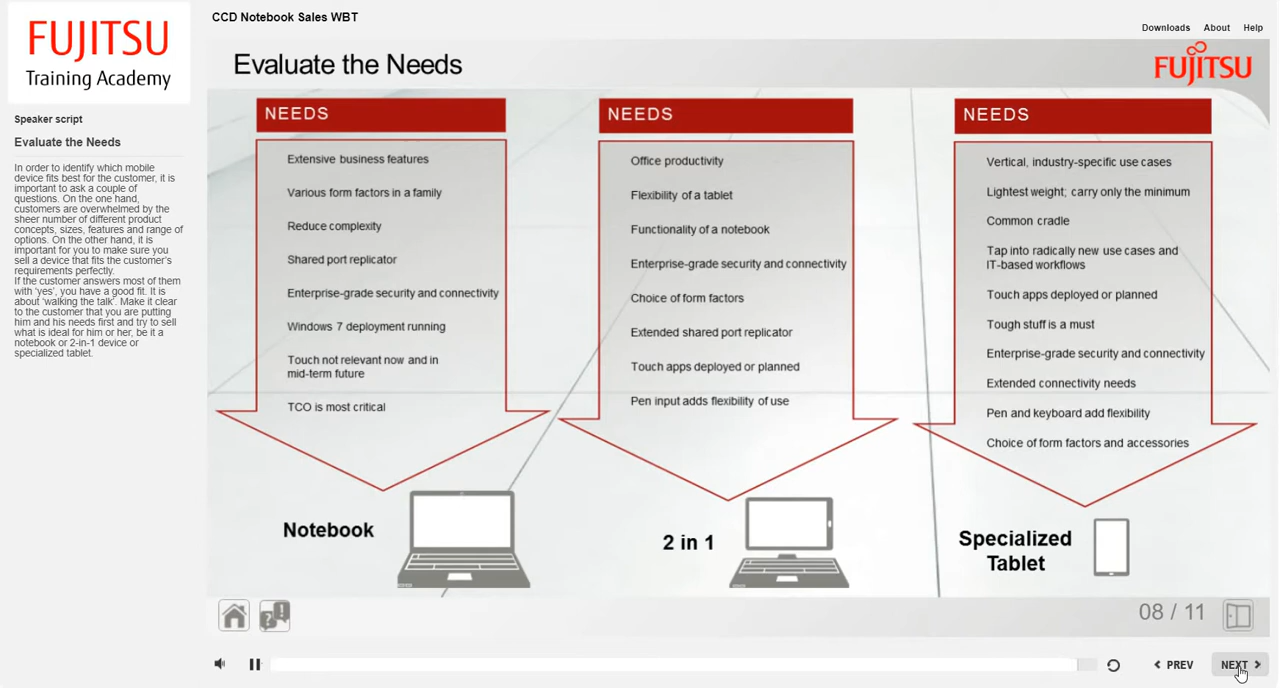 FUJITSU
Training Academy
Speaker script
Evaluate the Needs
In order to identify which mobile
device fits best for the customer, it is
important to ask a couple of
questions. On the one hand,
customers are overwhelmed by the
sheer number of different product
concepts, sizes, features and range of
options. On the other hand, it is
important for you to make sure you
sell a device that fits the customer's
requirements perfectly.
If the customer answers most of them
with 'yes', you have a good fit. It is
about 'walking the talk'. Make it clear
to the customer that you are putting
him and his needs first and try to sell
what is ideal for him or her, be it a
notebook or 2-in-1 device or
specialized tablet.
CCD Notebook Sales WBT
Downloads About Help
Evaluate the Needs
FUJITSU
NEEDS
Extensive business features
Various form factors in a family
Reduce complexity
Shared port replicator
Enterprise-grade security and connectivity
Windows 7 deployment running
Touch not relevant now and in
mid-term future
TCO is most critical
Notebook
NEEDS
Office productivity
Flexibility of a tablet
Functionality of a notebook
Enterprise-grade security and connectivity
Choice of form factors
Extended shared port replicator
Touch apps deployed or planned
Pen input adds flexibility of use
2 in 1
NEEDS
Vertical, industry-specific use cases
Lightest weight; carry only the minimum
Common cradle
Tap into radically new use cases and
IT-based workflows
Touch apps deployed or planned
Tough stuff is a must
Enterprise-grade security and connectivity
Extended connectivity needs
Pen and keyboard add flexibility
Choice of form factors and accessories
Specialized
Tablet
08 / 11
PREV
NEXT